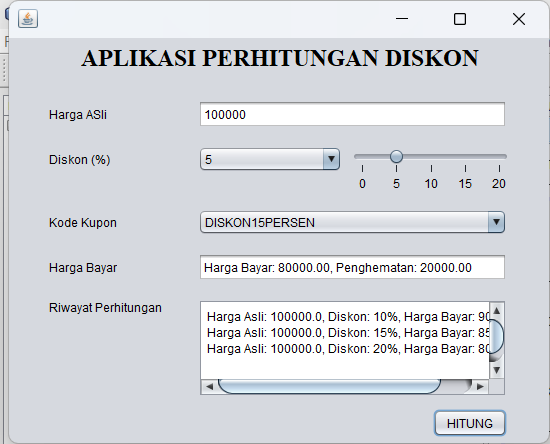 APLIKASI PERHITUNGAN DISKON
Harga ASli
100000
Diskon (%)
5
0 5 10 15 20
Kode Kupon
DISKON15PERSEN
Harga Bayar
Harga Bayar: 80000.00, Penghematan: 20000.00
Riwayat Perhitungan
Harga Asli: 100000.0, Diskon: 10%, Harga Bayar: 90
Harga Asli: 100000.0, Diskon: 15%, Harga Bayar: 85
Harga Asli: 100000.0, Diskon: 20%, Harga Bayar: 80
HITUNG